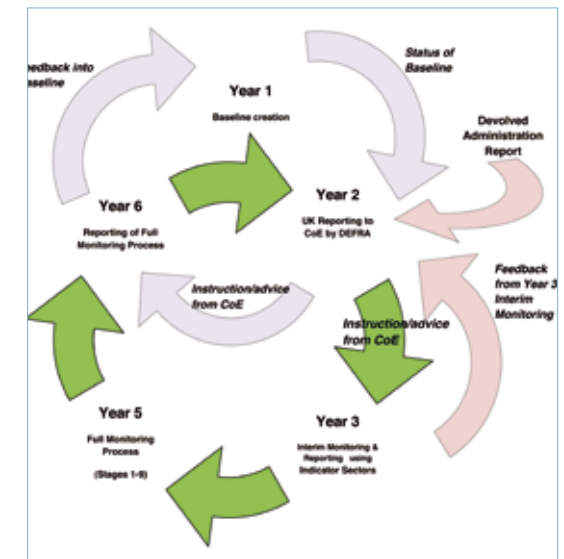 eedback into
aseline
Status of
Baseline
Year 1
Baseline creation
Devolved
Administration
Report
Year 6
Reporting of Full
Monitoring Process
Year 2
UK Reporting to
CoE by DEFRA
Instruction/advice
from CoE
Instruction/advice
from CoE
Feedback
from Year 3
Interim
Monitoring
Year 5
Full Monitoring
Process
(Stages 1-9)
Year 3
Interim Monitoring &
Reporting using
Indicator Sectors